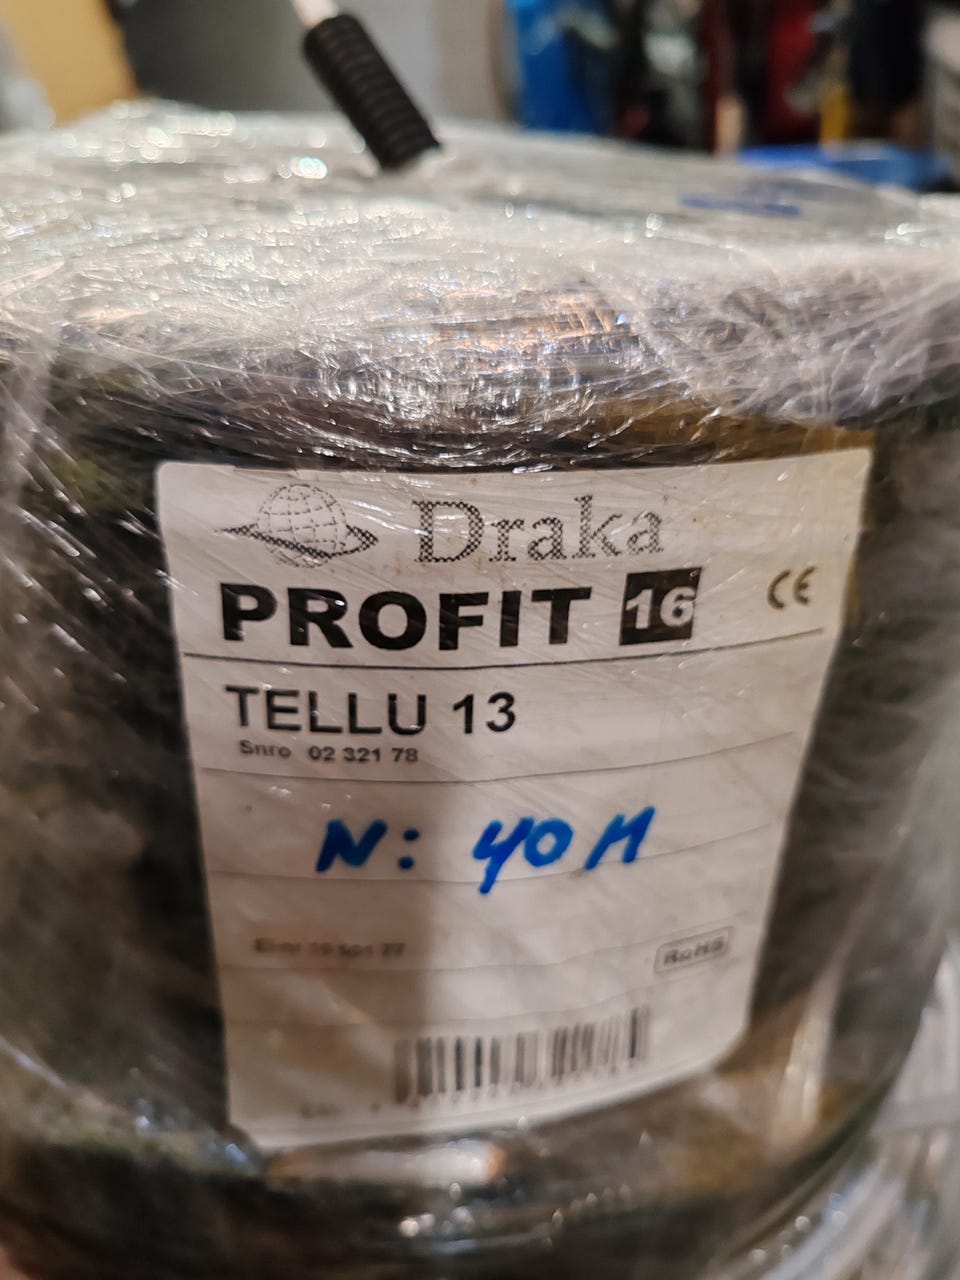 Draka
PROFIT 16
CE
TELLU 13
Snro 02 321 78
N: 40 M
RoHS